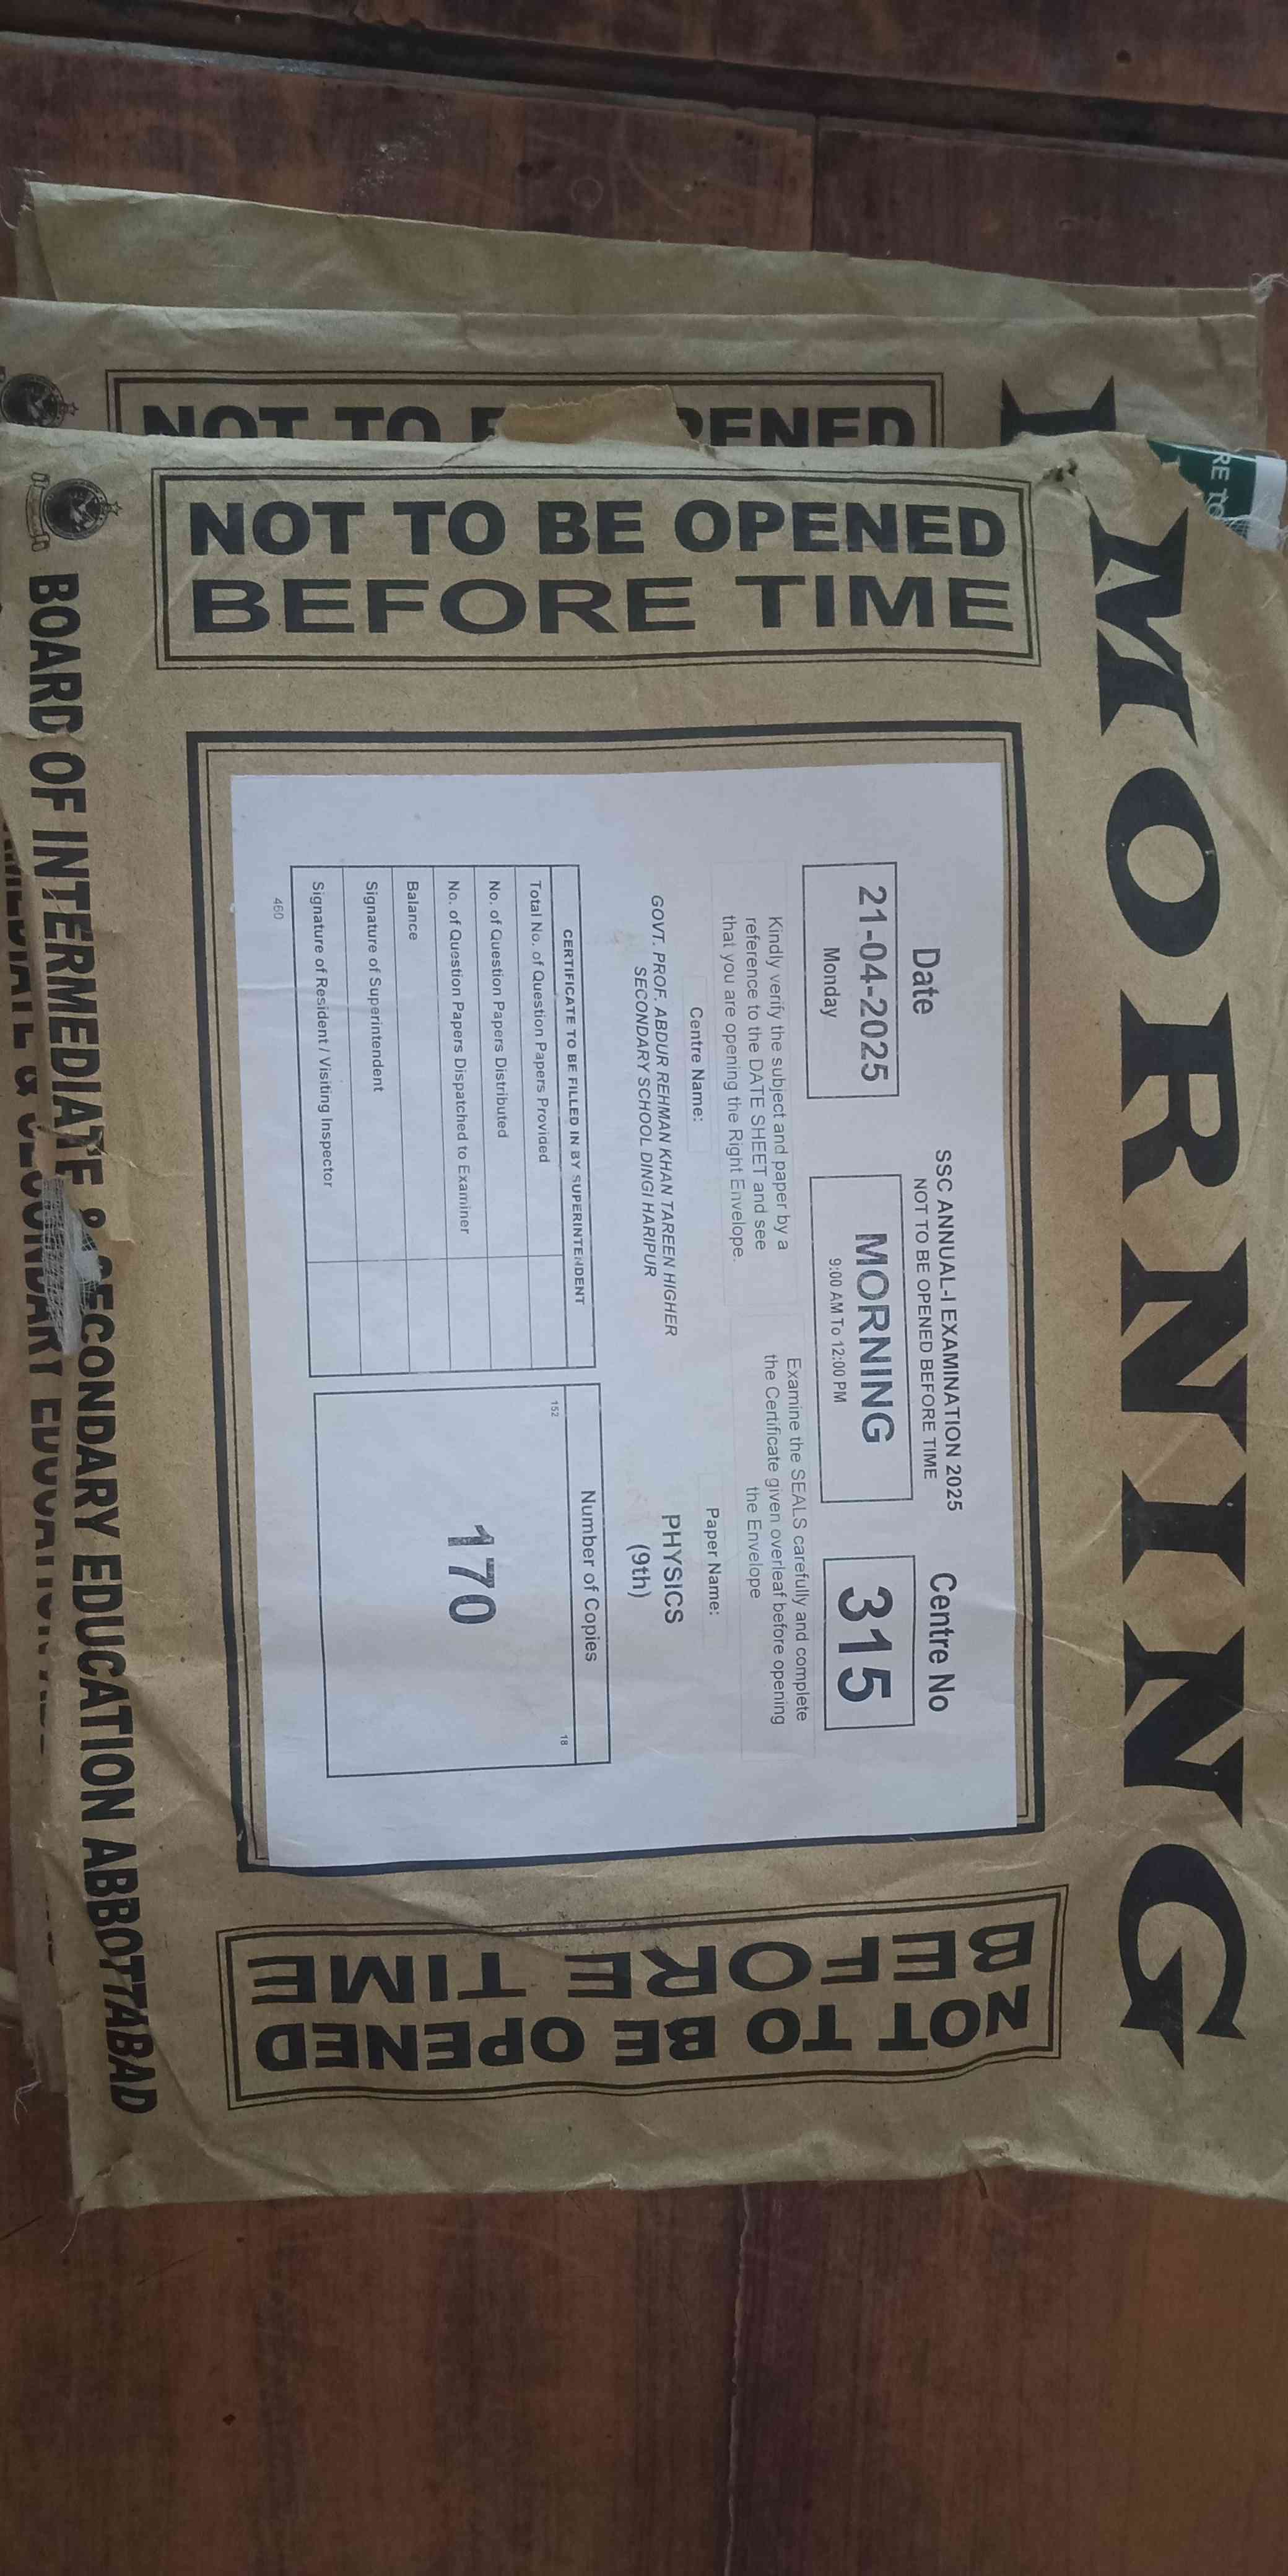 RE TO
MORNING
NOT TO BE OPENED
BEFORE TIME
SSC ANNUAL-I EXAMINATION 2025
NOT TO BE OPENED BEFORE TIME
Date
21-04-2025
Monday
MORNING
9:00 AM To 12:00 PM
Centre No
315
Kindly verify the subject and paper by a
reference to the DATE SHEET and see
that you are opening the Right Envelope.
Examine the SEALS carefully and complete
the Certificate given overleaf before opening
the Envelope
Centre Name:
GOVT. PROF. ABDUR REHMAN KHAN TAREEN HIGHER
SECONDARY SCHOOL DINGI HARIPUR
Paper Name:
PHYSICS
(9th)
CERTIFICATE TO BE FILLED IN BY SUPERINTENDENT
Total No. of Question Papers Provided
No. of Question Papers Distributed
No. of Question Papers Dispatched to Examiner
Balance
Signature of Superintendent
Signature of Resident / Visiting Inspector
460
Number of Copies
152
18
170
NOT TO BE OPENED
BEFORE TIME
BOARD OF INTERMEDIATE & SECONDARY EDUCATION ABBOTTABAD
NOT TO BE OPENED